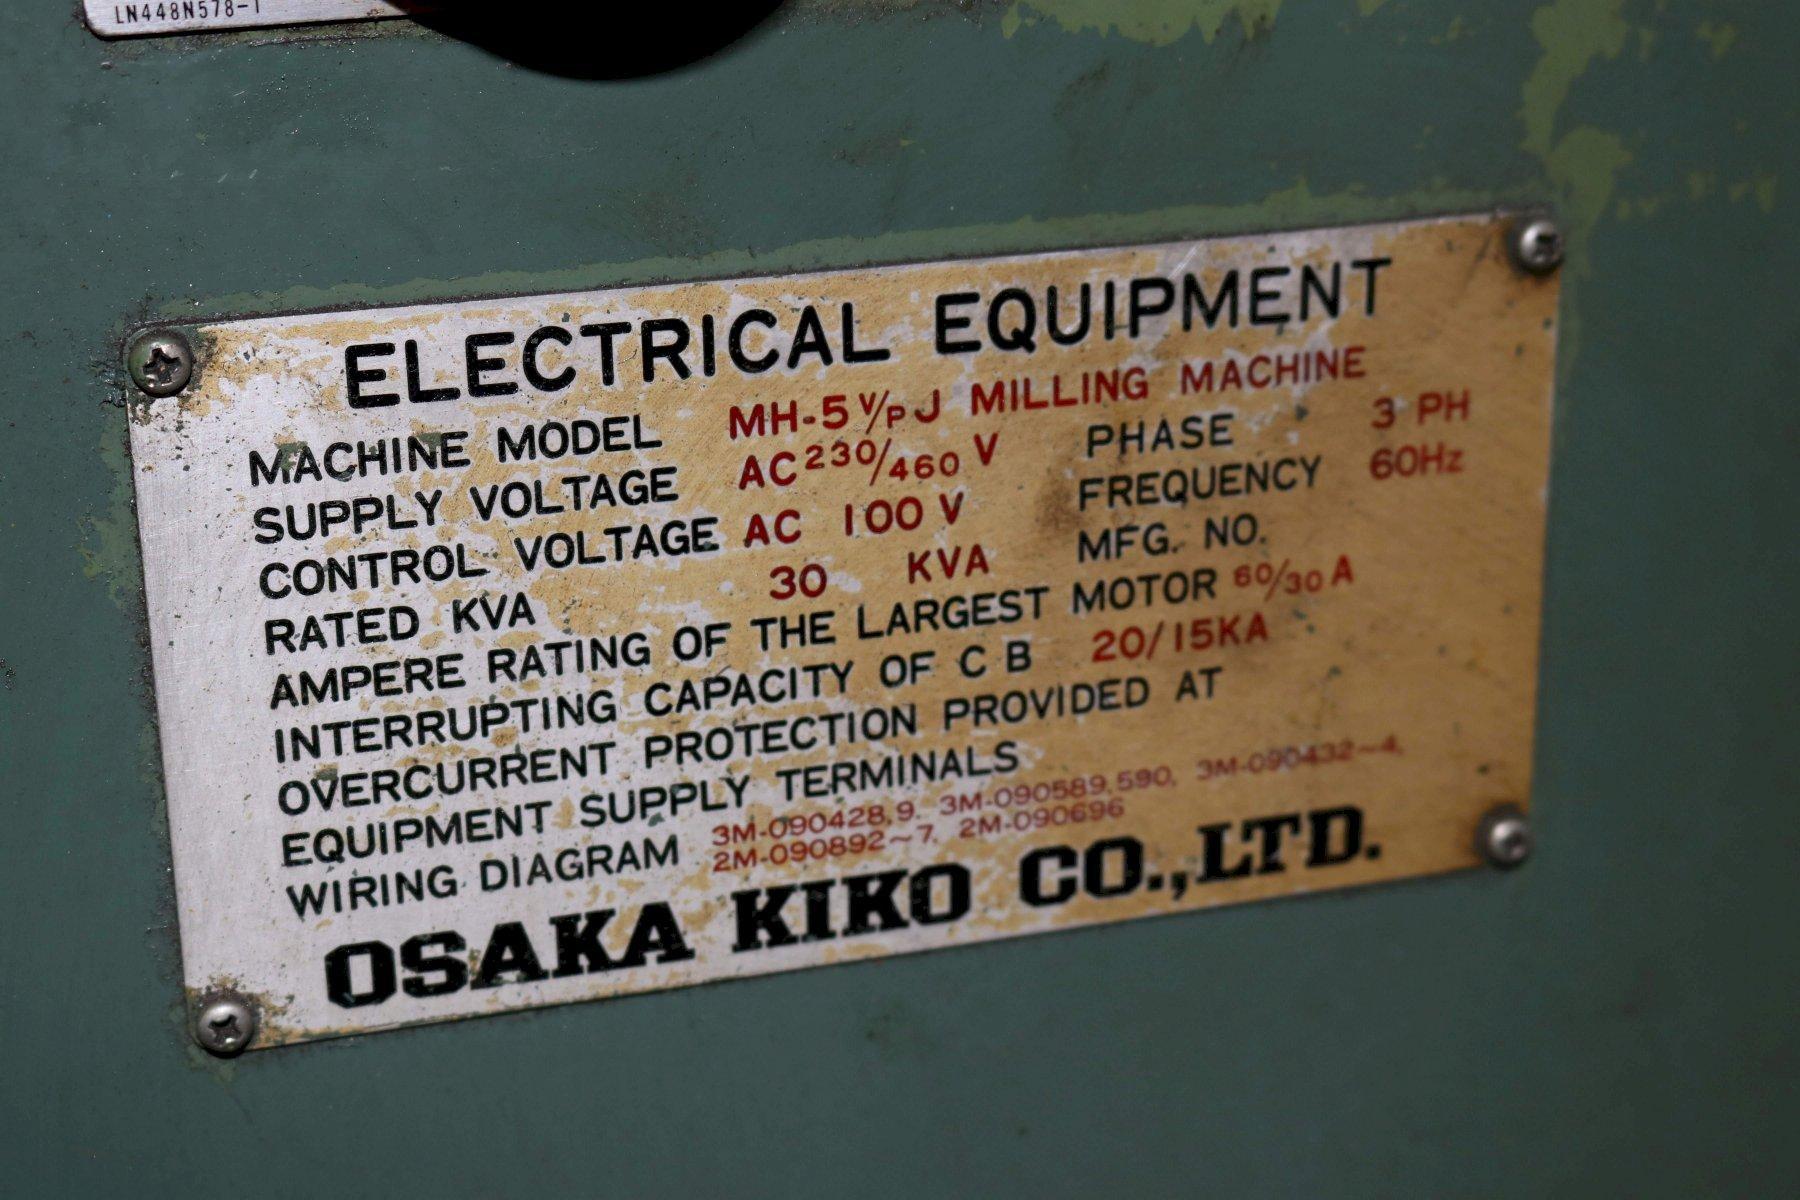 LN448N578-1
ELECTRICAL EQUIPMENT
MACHINE MODEL MH-5 V/P J MILLING MACHINE
SUPPLY VOLTAGE AC 230/460 V PHASE 3 PH
CONTROL VOLTAGE AC 100 V FREQUENCY 60Hz
RATED KVA 30 KVA MFG. NO.
AMPERE RATING OF THE LARGEST MOTOR 60/30 A
INTERRUPTING CAPACITY OF C B 20/15KA
OVERCURRENT PROTECTION PROVIDED AT
EQUIPMENT SUPPLY TERMINALS
WIRING DIAGRAM 3M-090428,9. 3M-090589,590, 3M-090432~4,
2M-090892~7, 2M-090696
OSAKA KIKO CO.,LTD.